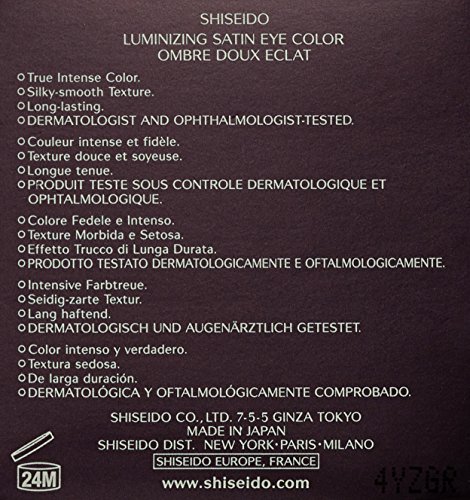 SHISEIDO
LUMINIZING SATIN EYE COLOR
OMBRE DOUX ECLAT
True Intense Color.
Silky-smooth Texture.
Long-lasting.
DERMATOLOGIST AND OPHTHALMOLOGIST-TESTED.
Couleur intense et fidèle.
Texture douce et soyeuse.
Longue tenue.
PRODUIT TESTE SOUS CONTROLE DERMATOLOGIQUE ET
OPHTALMOLOGIQUE.
Colore Fedele e Intenso.
Texture Morbida e Setosa.
Effetto Trucco di Lunga Durata.
PRODOTTO TESTATO DERMATOLOGICAMENTE E OFTALMOLOGICAMENTE.
Intensive Farbtreue.
Seidig-zarte Textur.
Lang haftend.
DERMATOLOGISCH UND AUGENÄRZTLICH GETESTET.
Color intenso y verdadero.
Textura sedosa.
De larga duración.
DERMATOLÓGICA Y OFTALMOLÓGICAMENTE COMPROBADO.
SHISEIDO CO., LTD. 7-5-5 GINZA TOKYO
MADE IN JAPAN
SHISEIDO DIST. NEW YORK·PARIS·MILANO
SHISEIDO EUROPE, FRANCE
www.shiseido.com
24M
4YZGR